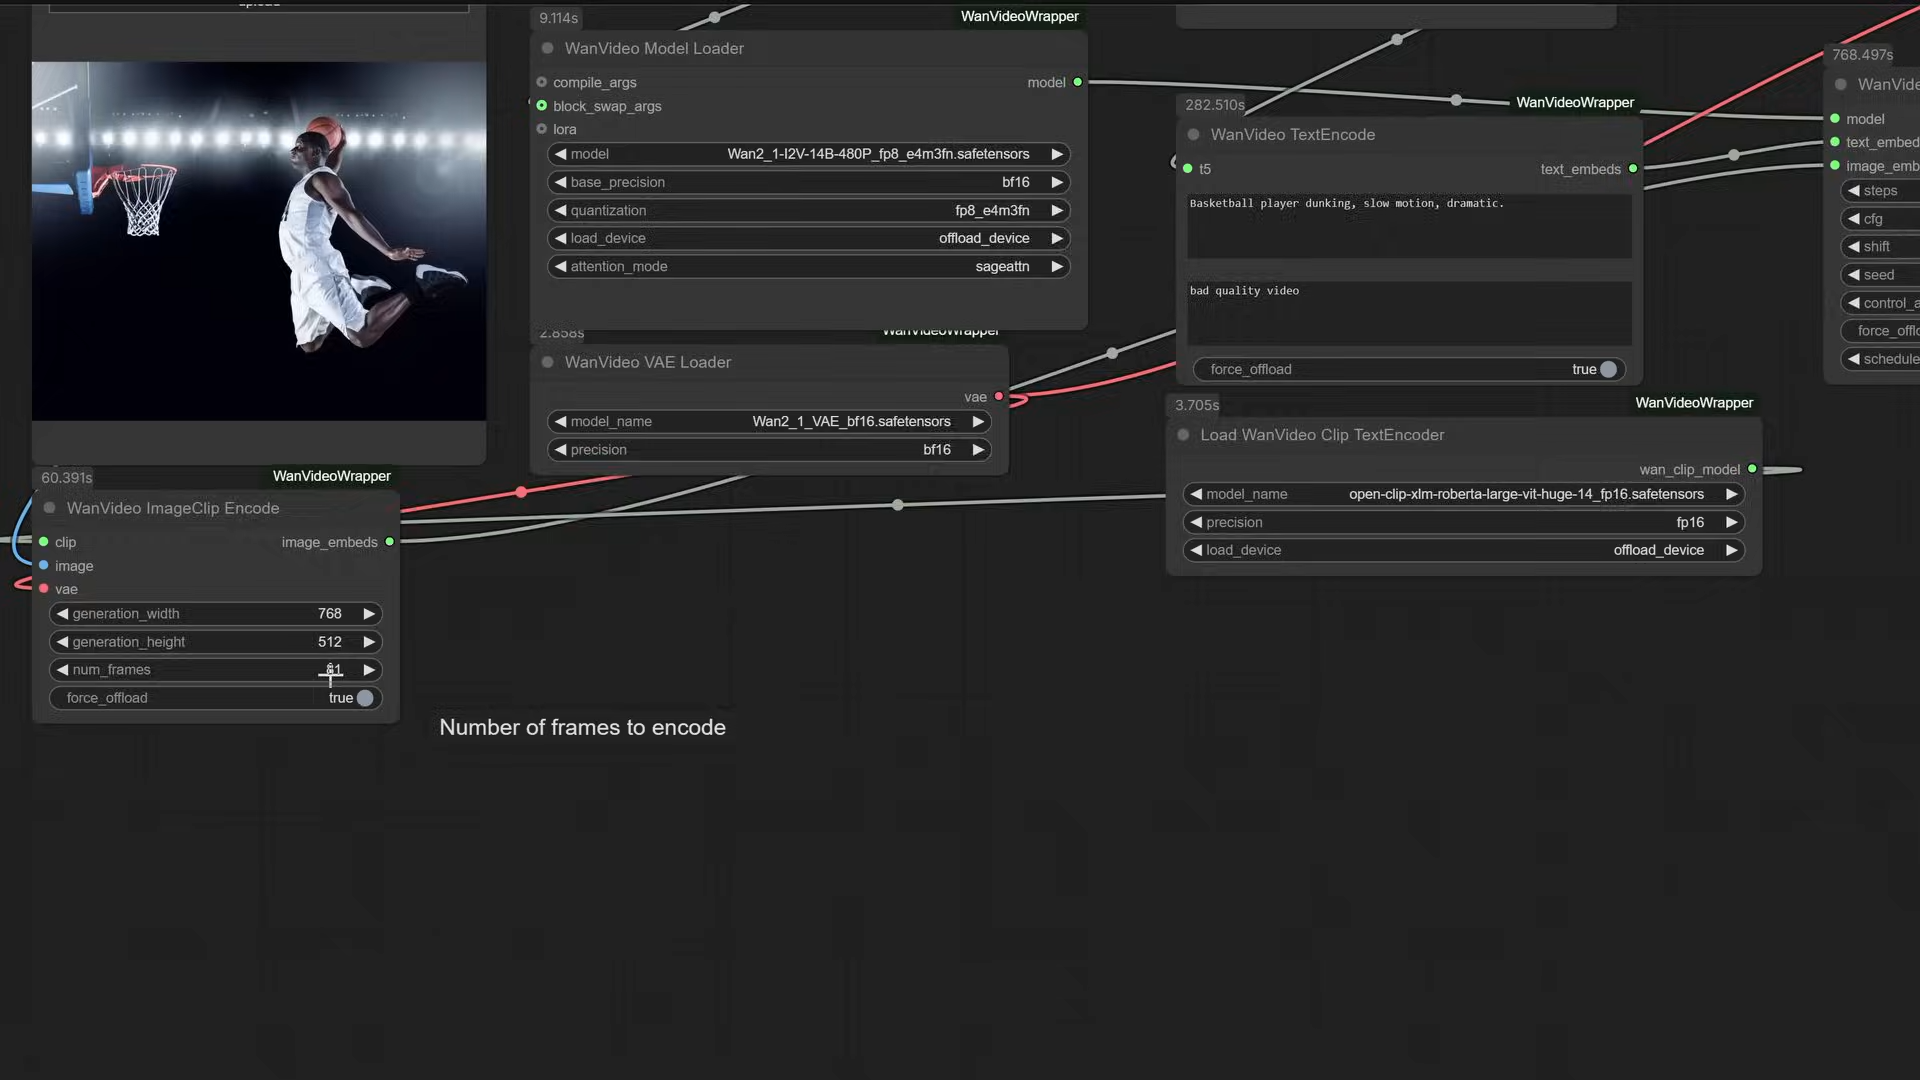 9.114s
WanVideoWrapper
WanVideo Model Loader
compile_args
model
block_swap_args
lora
model
Wan2_1-I2V-14B-480P_fp8_e4m3fn.safetensors
base_precision
bf16
quantization
fp8_e4m3fn
load_device
offload_device
attention_mode
sageattn
2.858s
WanVideoWrapper
WanVideo VAE Loader
vae
model_name
Wan2_1_VAE_bf16.safetensors
precision
bf16
60.391s
WanVideoWrapper
WanVideo ImageClip Encode
clip
image_embeds
image
vae
generation_width
768
generation_height
512
num_frames
force_offload
true
Number of frames to encode
282.510s
WanVideoWrapper
WanVideo TextEncode
t5
text_embeds
Basketball player dunking, slow motion, dramatic.
bad quality video
force_offload
true
3.705s
WanVideoWrapper
Load WanVideo Clip TextEncoder
wan_clip_model
model_name
open-clip-xlm-roberta-large-vit-huge-14_fp16.safetensors
precision
fp16
load_device
offload_device
768.497s
WanVide
model
text_embed
image_emb
steps
cfg
shift
seed
control_a
force_offlo
schedule